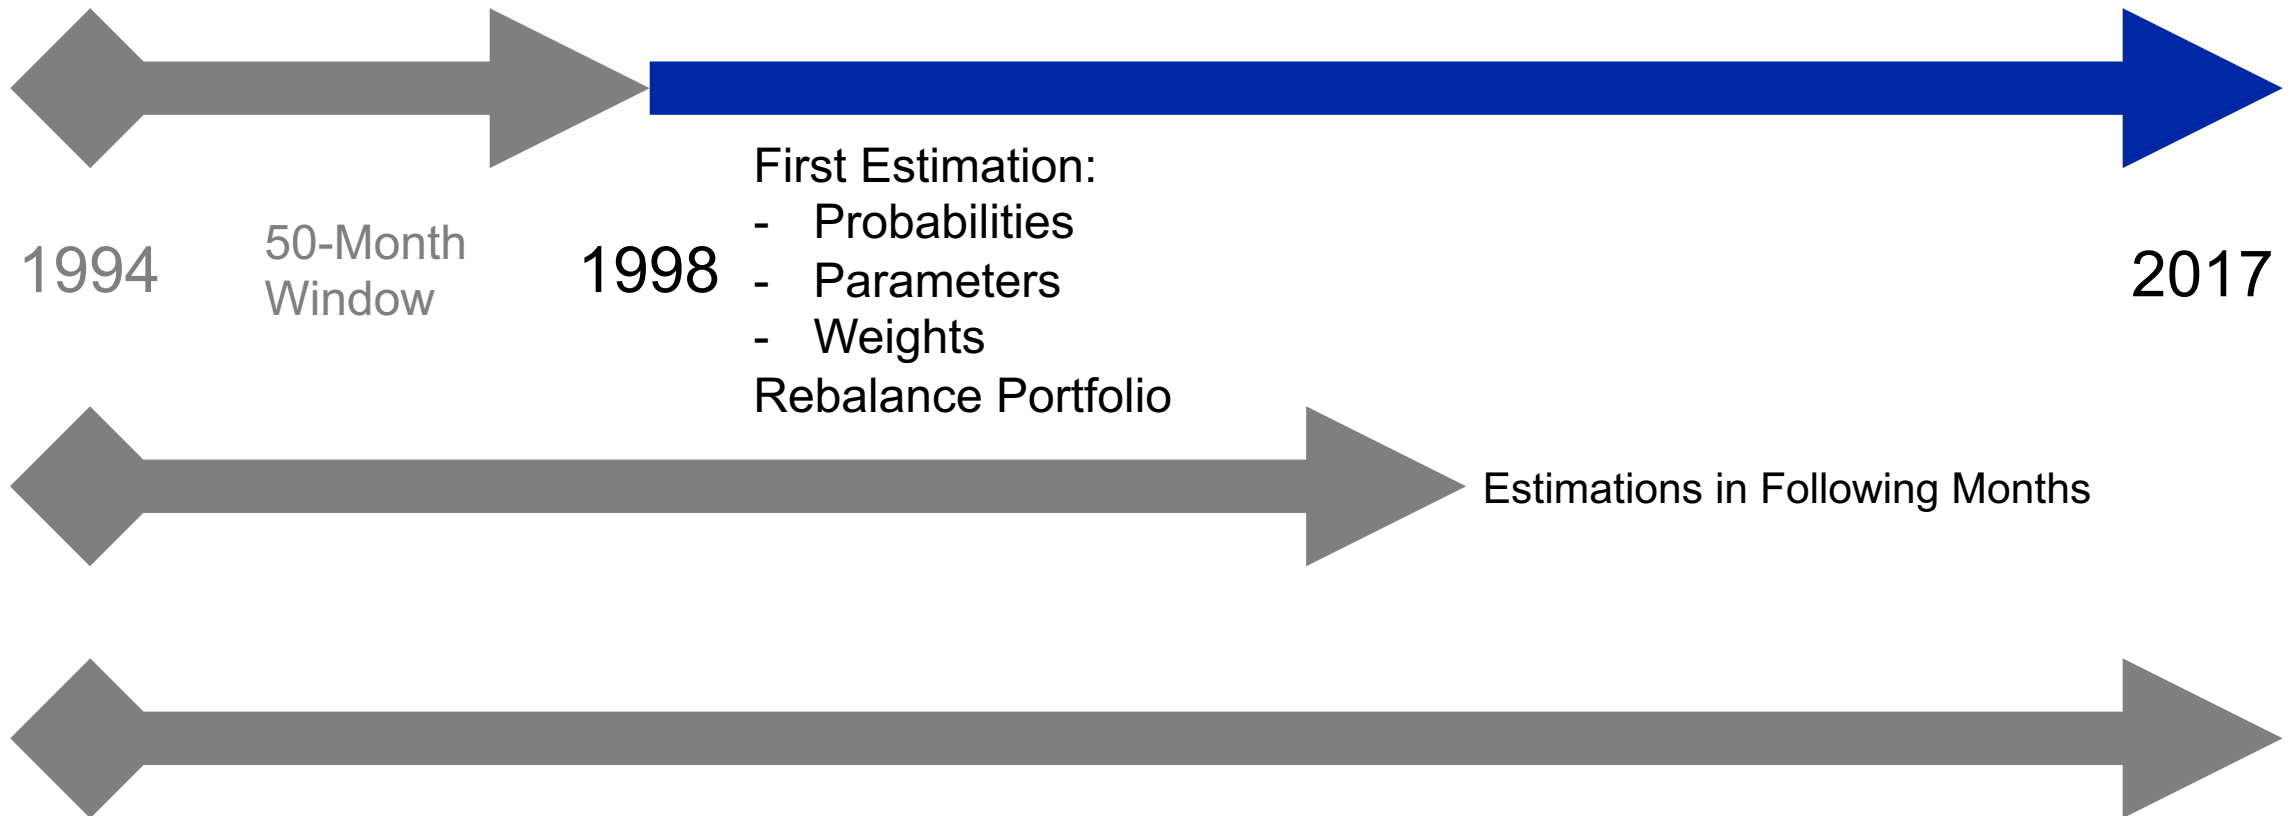 First Estimation:
- Probabilities
- Parameters
- Weights
Rebalance Portfolio
1994
50-Month
Window
1998
2017
Estimations in Following Months